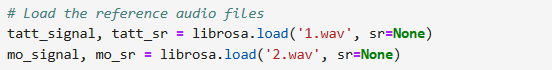 # Load the reference audio files
tatt_signal, tatt_sr = librosa.load('1.wav', sr=None)
mo_signal, mo_sr = librosa.load('2.wav', sr=None)